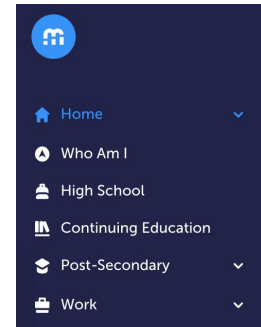 m
Home
Who Am I
High School
Continuing Education
Post-Secondary
Work